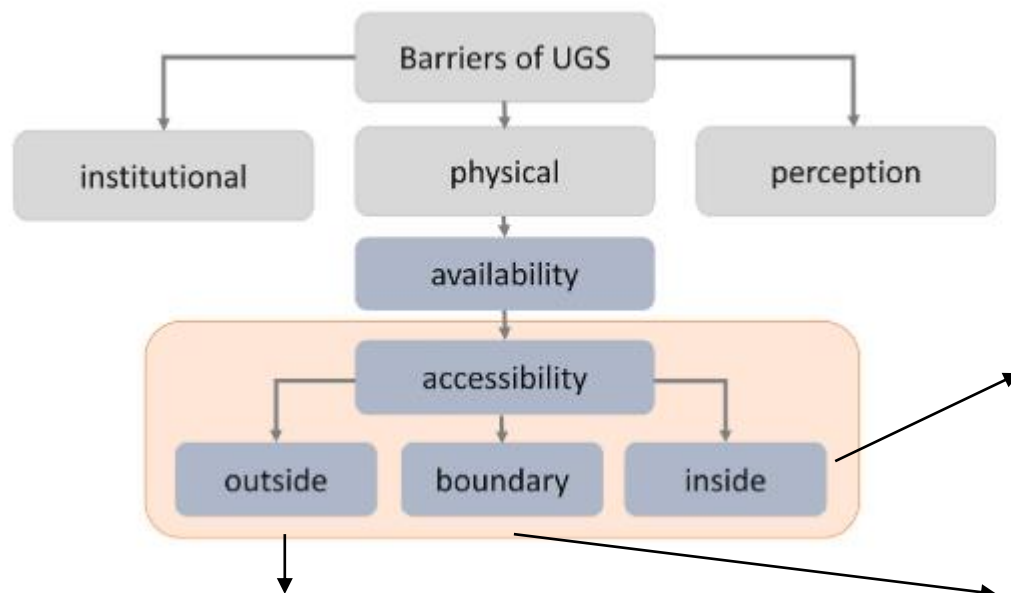 Barriers of UGS
institutional
physical
perception
availability
accessibility
outside
boundary
inside